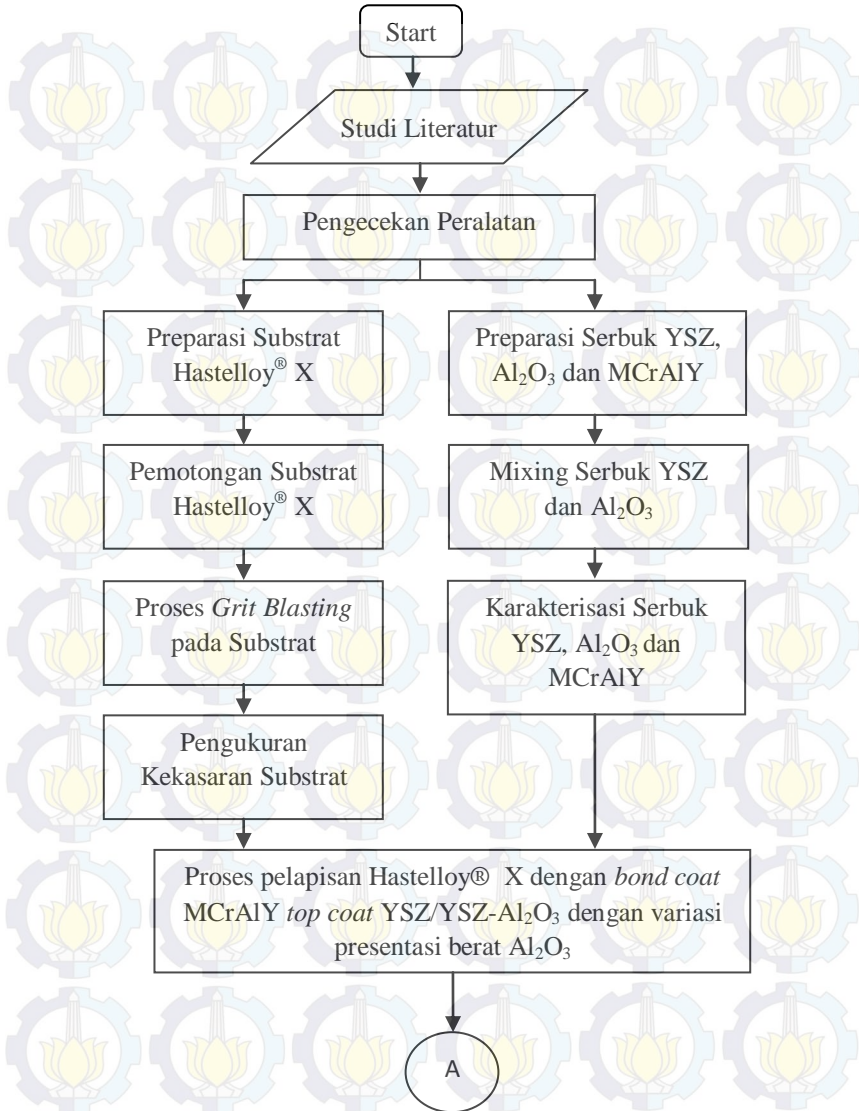 Start
Studi Literatur
Pengecekan Peralatan
Preparasi Substrat
Hastelloy® X
Preparasi Serbuk YSZ,
Al₂O₃ dan MCrAlY
Pemotongan Substrat
Hastelloy® X
Mixing Serbuk YSZ
dan Al₂O₃
Proses Grit Blasting
pada Substrat
Karakterisasi Serbuk
YSZ, Al₂O₃ dan
MCrAlY
Pengukuran
Kekasaran Substrat
Proses pelapisan Hastelloy® X dengan bond coat
MCrAlY top coat YSZ/YSZ-Al₂O₃ dengan variasi
presentasi berat Al₂O₃
A